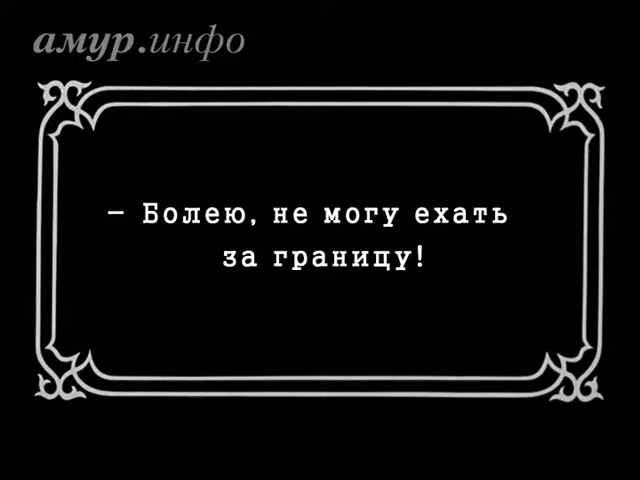 амур.инфо
– Болею, не могу ехать
за границу!